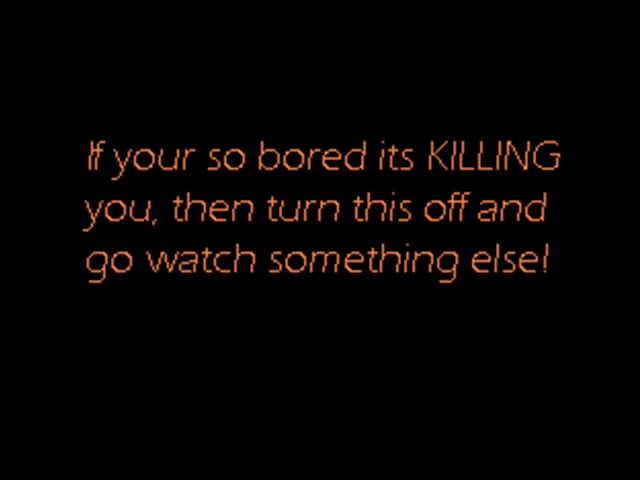 If your so bored its KILLING
you, then turn this off and
go watch something else!